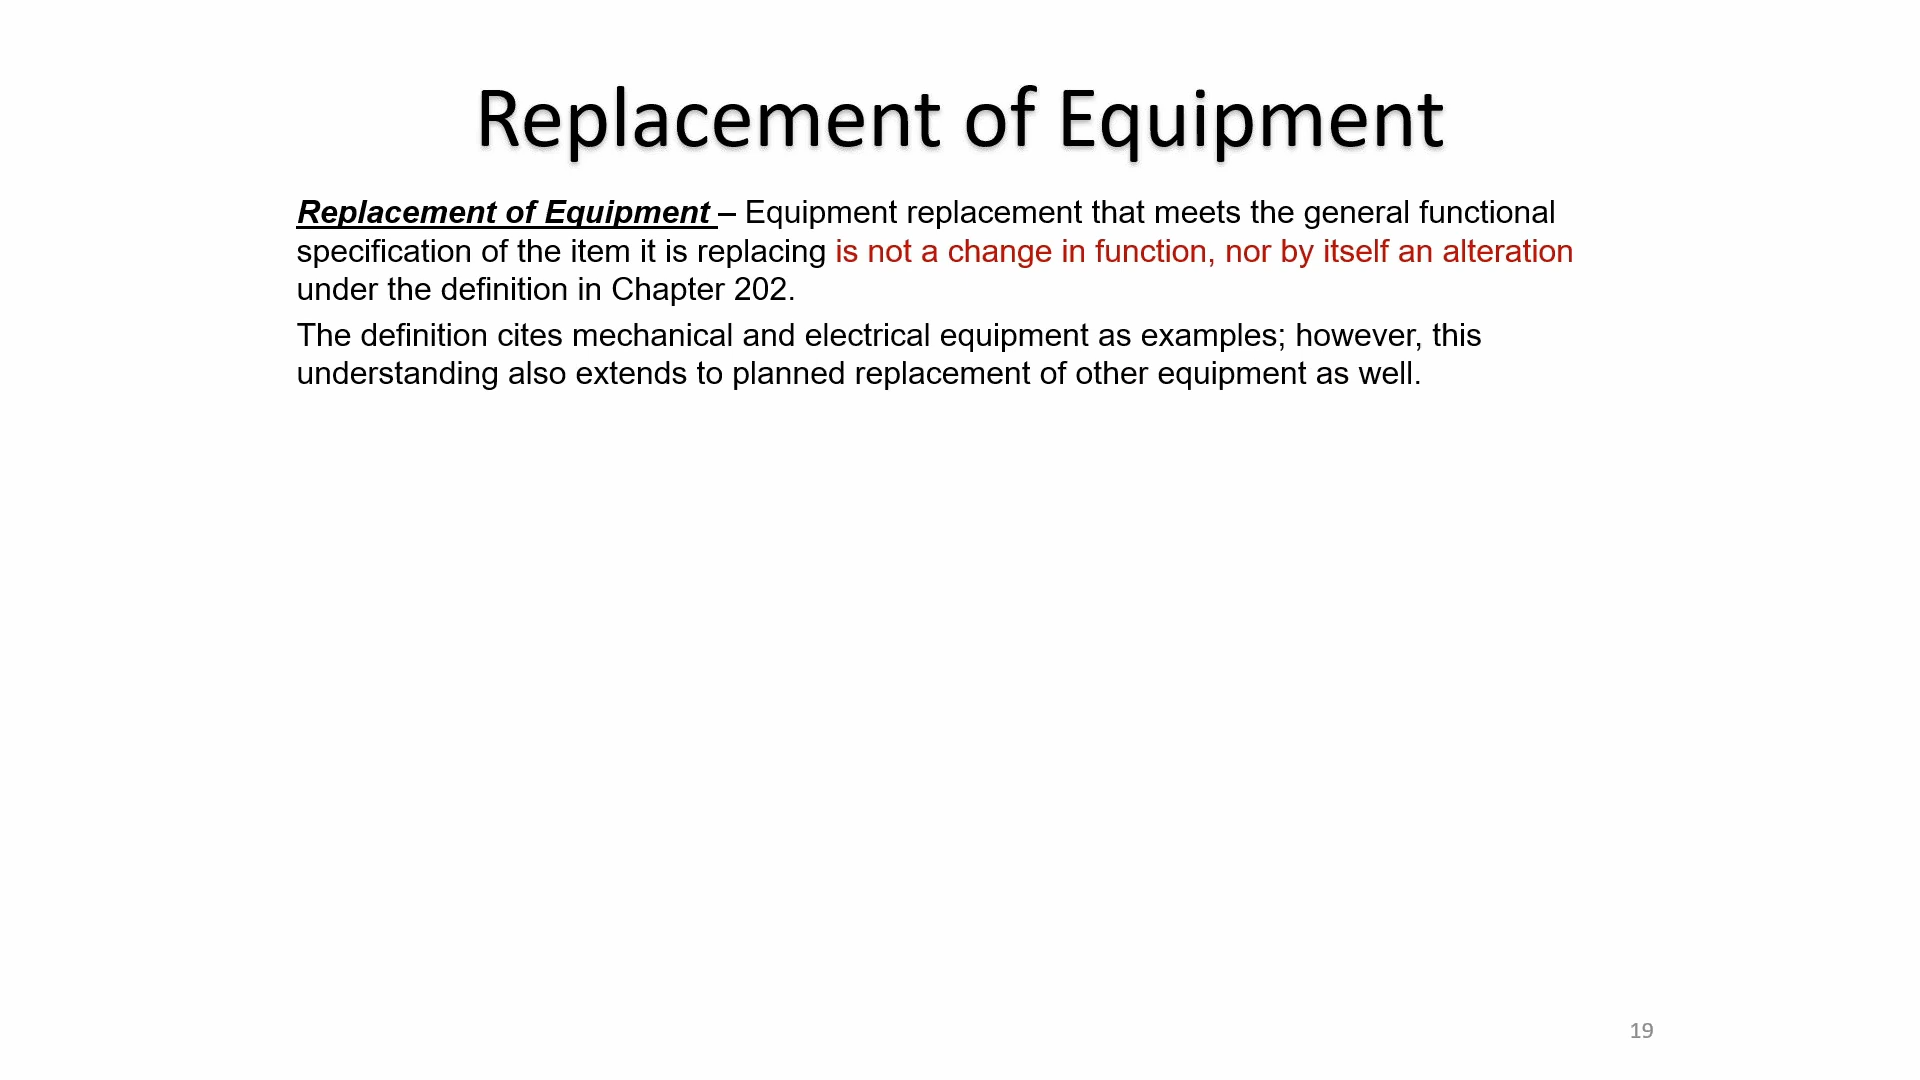 Replacement of Equipment
Replacement of Equipment – Equipment replacement that meets the general functional
specification of the item it is replacing is not a change in function, nor by itself an alteration
under the definition in Chapter 202.
The definition cites mechanical and electrical equipment as examples; however, this
understanding also extends to planned replacement of other equipment as well.
19